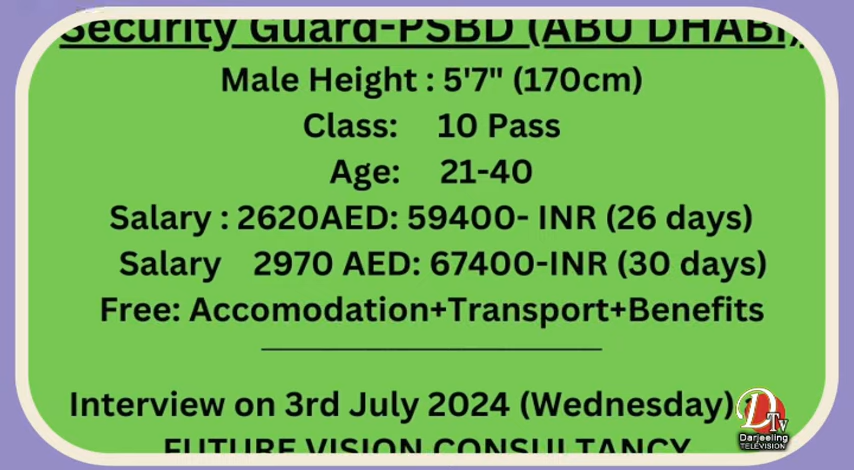 Security Guard-PSBD (ABU DHABI)
Male Height : 5'7" (170cm)
Class: 10 Pass
Age: 21-40
Salary : 2620AED: 59400- INR (26 days)
Salary 2970 AED: 67400-INR (30 days)
Free: Accomodation+Transport+Benefits
Interview on 3rd July 2024 (Wednesday)
FUTURE VISION CONSULTANCY
DTv
Darjeeling
TELEVISION